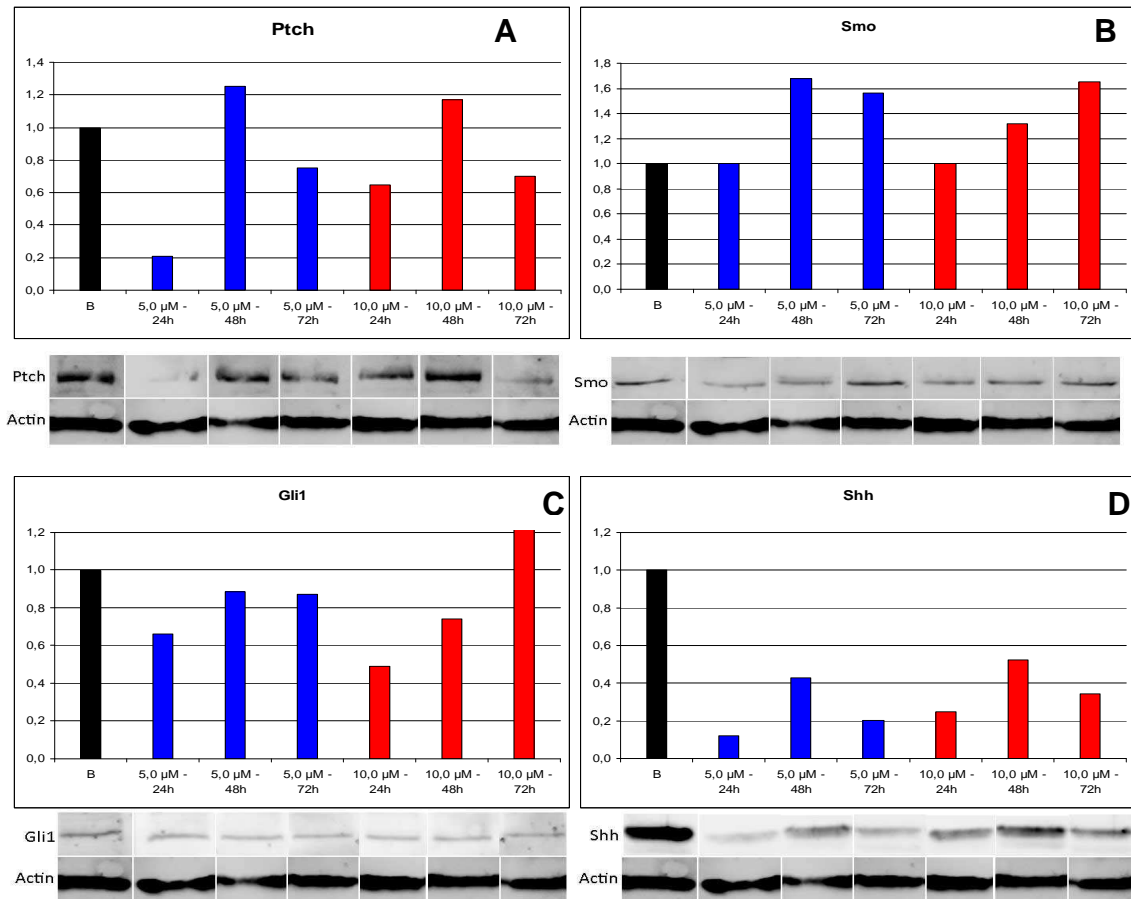 Ptch
A
1,4
1,2
1,0
0,8
0,6
0,4
0,2
0,0
B
5,0 µM -
24h
5,0 µM -
48h
5,0 µM -
72h
10,0 µM -
24h
10,0 µM -
48h
10,0 µM -
72h
Ptch
Actin
Smo
B
1,8
1,6
1,4
1,2
1,0
0,8
0,6
0,4
0,2
0,0
B
5,0 µM -
24h
5,0 µM -
48h
5,0 µM -
72h
10,0 µM -
24h
10,0 µM -
48h
10,0 µM -
72h
Smo
Actin
Gli1
C
1,2
1,0
0,8
0,6
0,4
0,2
0,0
B
5,0 µM -
24h
5,0 µM -
48h
5,0 µM -
72h
10,0 µM -
24h
10,0 µM -
48h
10,0 µM -
72h
Gli1
Actin
Shh
D
1,2
1,0
0,8
0,6
0,4
0,2
0,0
B
5,0 µM -
24h
5,0 µM -
48h
5,0 µM -
72h
10,0 µM -
24h
10,0 µM -
48h
10,0 µM -
72h
Shh
Actin